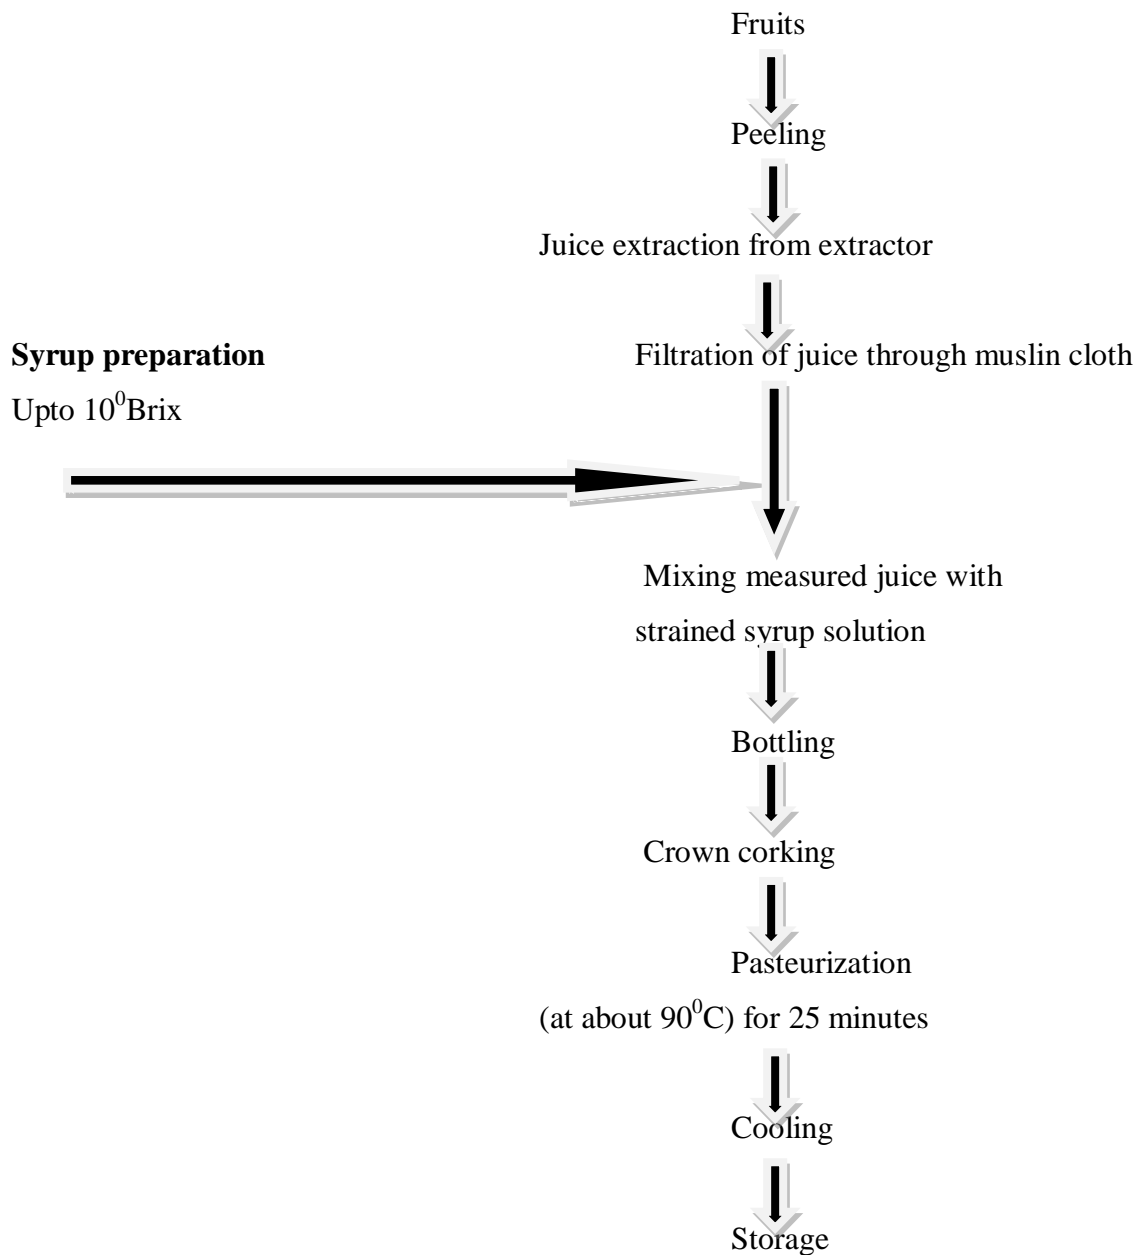 Fruits
Peeling
Juice extraction from extractor
Syrup preparation
Filtration of juice through muslin cloth
Upto 10⁰Brix
Mixing measured juice with
strained syrup solution
Bottling
Crown corking
Pasteurization
(at about 90⁰C) for 25 minutes
Cooling
Storage